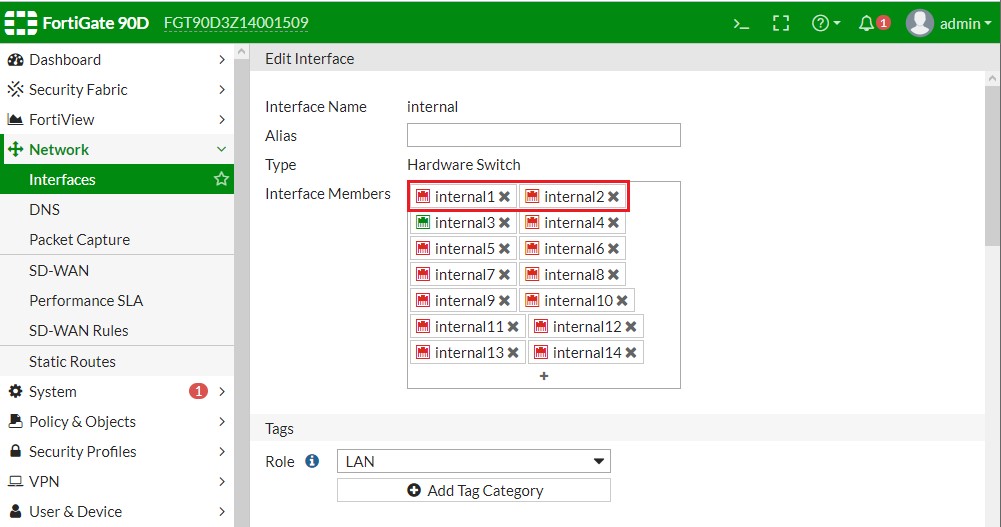 FortiGate 90D FGT90D3Z14001509 >_ ? 1 admin
Dashboard
Security Fabric
FortiView
Network
Interfaces
DNS
Packet Capture
SD-WAN
Performance SLA
SD-WAN Rules
Static Routes
System 1
Policy & Objects
Security Profiles
VPN
User & Device
Edit Interface
Interface Name internal
Alias
Type Hardware Switch
Interface Members internal1 internal2
internal3 internal4
internal5 internal6
internal7 internal8
internal9 internal10
internal11 internal12
internal13 internal14
+
Tags
Role i LAN
Add Tag Category